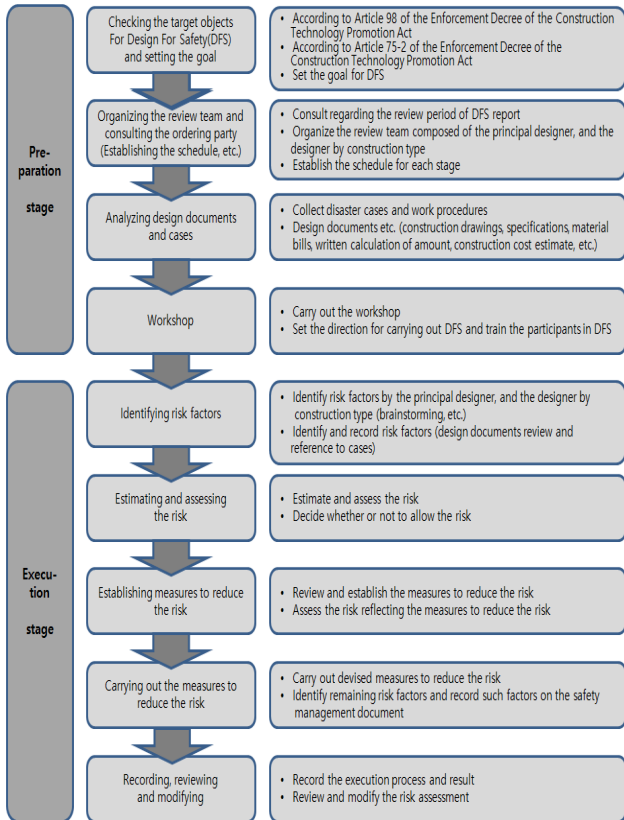 Pre-
paration
stage
Checking the target objects
For Design For Safety(DFS)
and setting the goal
• According to Article 98 of the Enforcement Decree of the Construction
Technology Promotion Act
• According to Article 75-2 of the Enforcement Decree of the
Construction Technology Promotion Act
• Set the goal for DFS
Organizing the review team and
consulting the ordering party
(Establishing the schedule, etc.)
• Consult regarding the review period of DFS report
• Organize the review team composed of the principal designer, and the
designer by construction type
• Establish the schedule for each stage
Analyzing design documents
and cases
• Collect disaster cases and work procedures
• Design documents etc. (construction drawings, specifications, material
bills, written calculation of amount, construction cost estimate, etc.)
Workshop
• Carry out the workshop
• Set the direction for carrying out DFS and train the participants in DFS
Execu-
tion
stage
Identifying risk factors
• Identify risk factors by the principal designer, and the designer by
construction type (brainstorming, etc.)
• Identify and record risk factors (design documents review and
reference to cases)
Estimating and assessing
the risk
• Estimate and assess the risk
• Decide whether or not to allow the risk
Establishing measures to reduce
the risk
• Review and establish the measures to reduce the risk
• Assess the risk reflecting the measures to reduce the risk
Carrying out the measures to
reduce the risk
• Carry out devised measures to reduce the risk
• Identify remaining risk factors and record such factors on the safety
management document
Recording, reviewing
and modifying
• Record the execution process and result
• Review and modify the risk assessment